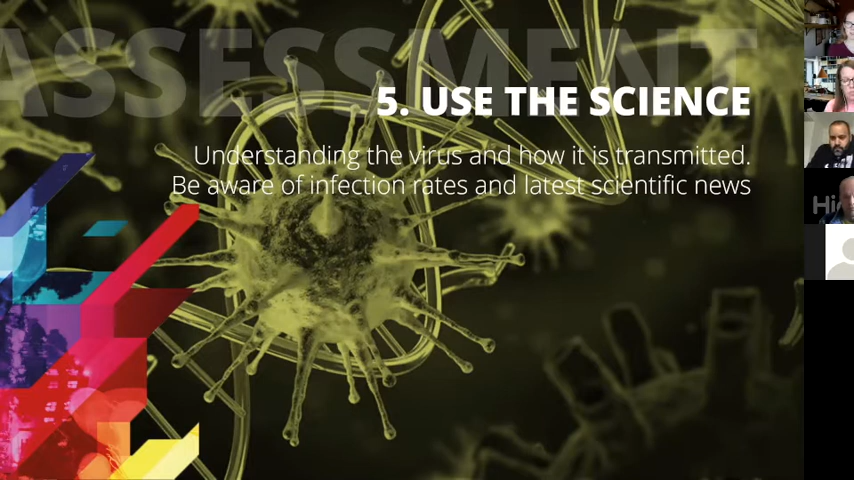 ASSESSMENT
5. USE THE SCIENCE
Understanding the virus and how it is transmitted.
Be aware of infection rates and latest scientific news